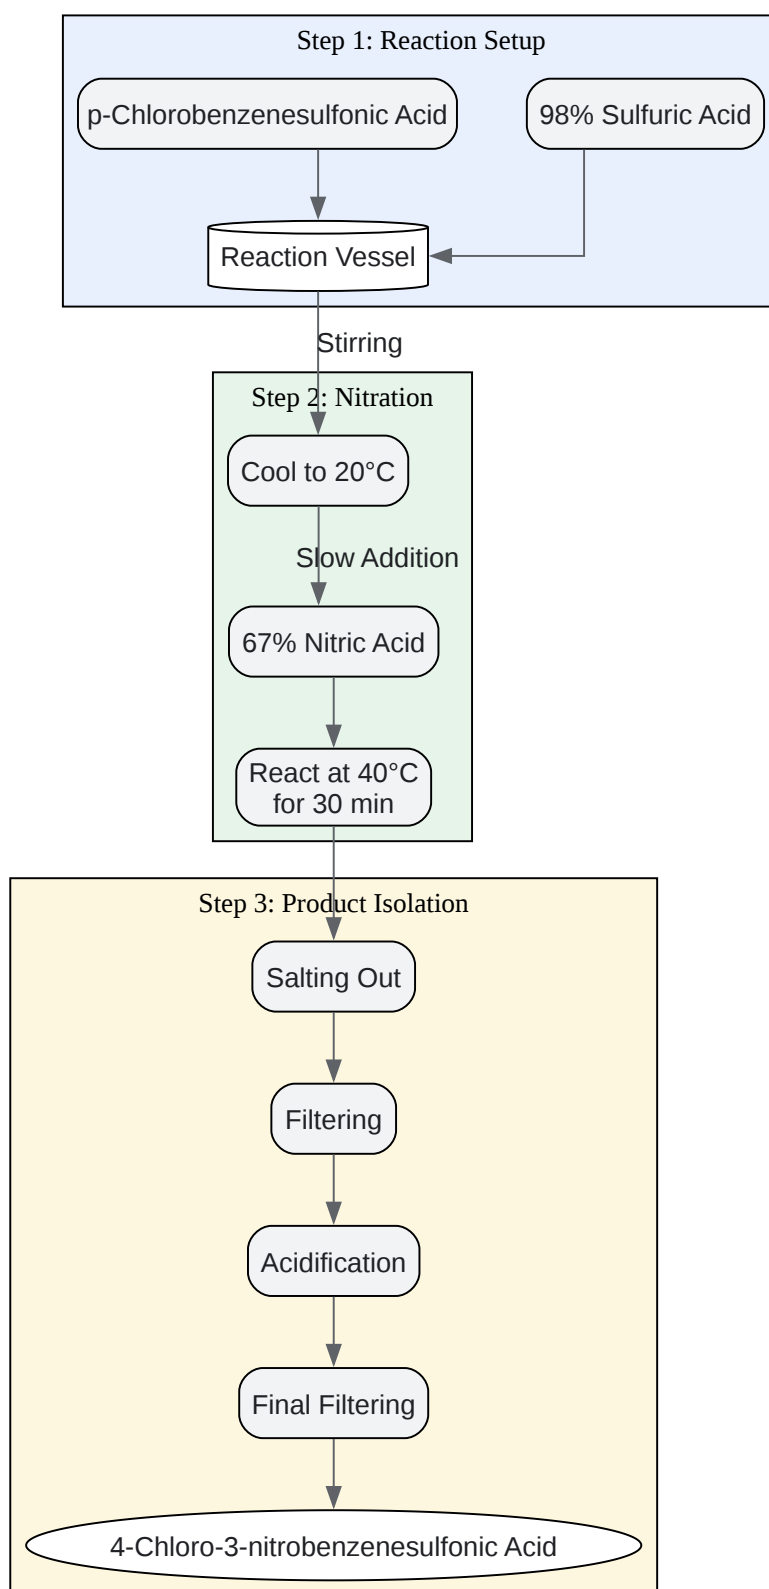 Step 1: Reaction Setup
p-Chlorobenzenesulfonic Acid
98% Sulfuric Acid
Reaction Vessel
Stirring
Step 2: Nitration
Cool to 20°C
Slow Addition
67% Nitric Acid
React at 40°C
for 30 min
Step 3: Product Isolation
Salting Out
Filtering
Acidification
Final Filtering
4-Chloro-3-nitrobenzenesulfonic Acid